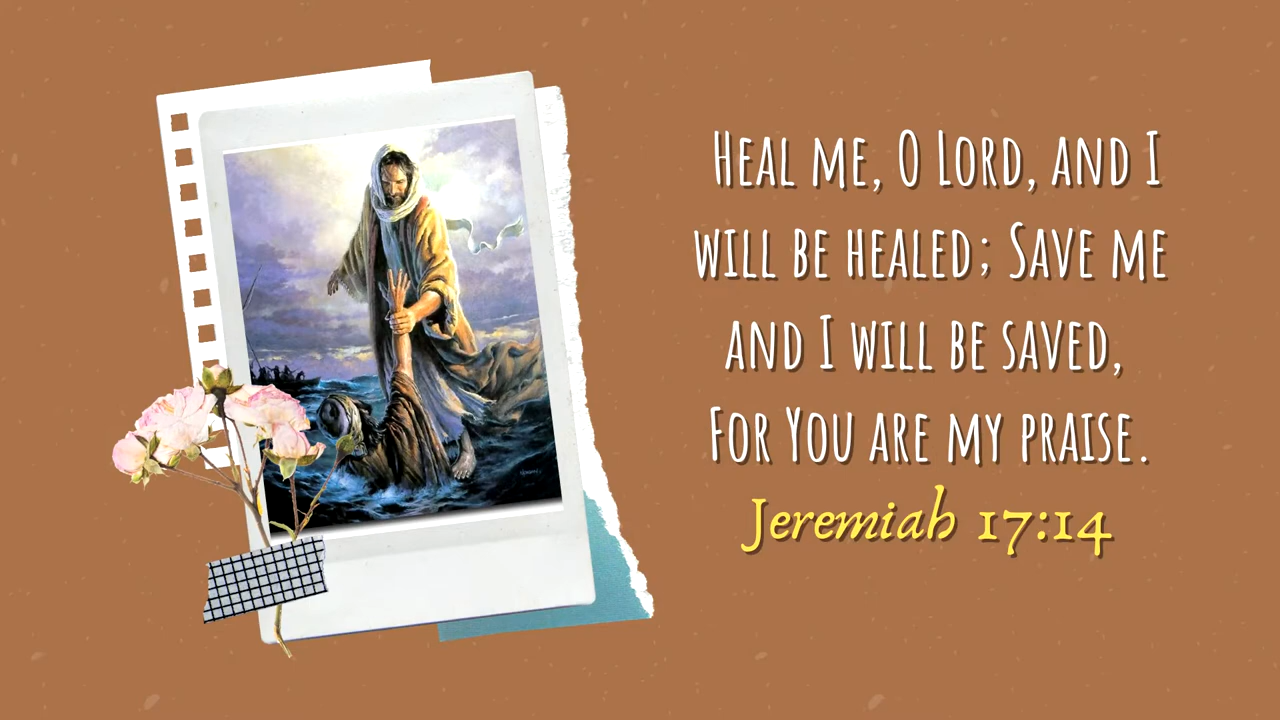 Heal me, O Lord, and I
will be healed; Save me
and I will be saved,
For You are my praise.
Jeremiah 17:14